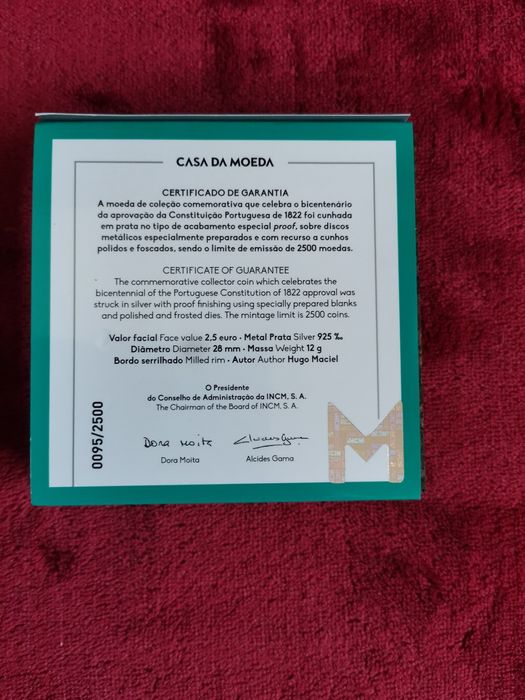 CASA DA MOEDA
CERTIFICADO DE GARANTIA
A moeda de coleção comemorativa que celebra o bicentenário
da aprovação da Constituição Portuguesa de 1822 foi cunhada
em prata no tipo de acabamento especial proof, sobre discos
metálicos especialmente preparados e com recurso a cunhos
polidos e foscados, sendo o limite de emissão de 2500 moedas.
CERTIFICATE OF GUARANTEE
The commemorative collector coin which celebrates the
bicentennial of the Portuguese Constitution of 1822 approval was
struck in silver with proof finishing using specially prepared blanks
and polished and frosted dies. The mintage limit is 2500 coins.
Valor facial Face value 2,5 euro • Metal Prata Silver 925 ‰
Diâmetro Diameter 28 mm • Massa Weight 12 g
Bordo serrilhado Milled rim • Autor Author Hugo Maciel
O Presidente
do Conselho de Administração da INCM, S. A.
The Chairman of the Board of INCM, S. A.
0095/2500
Dora Moita
Dora Moita
Alcides Gama
INCM